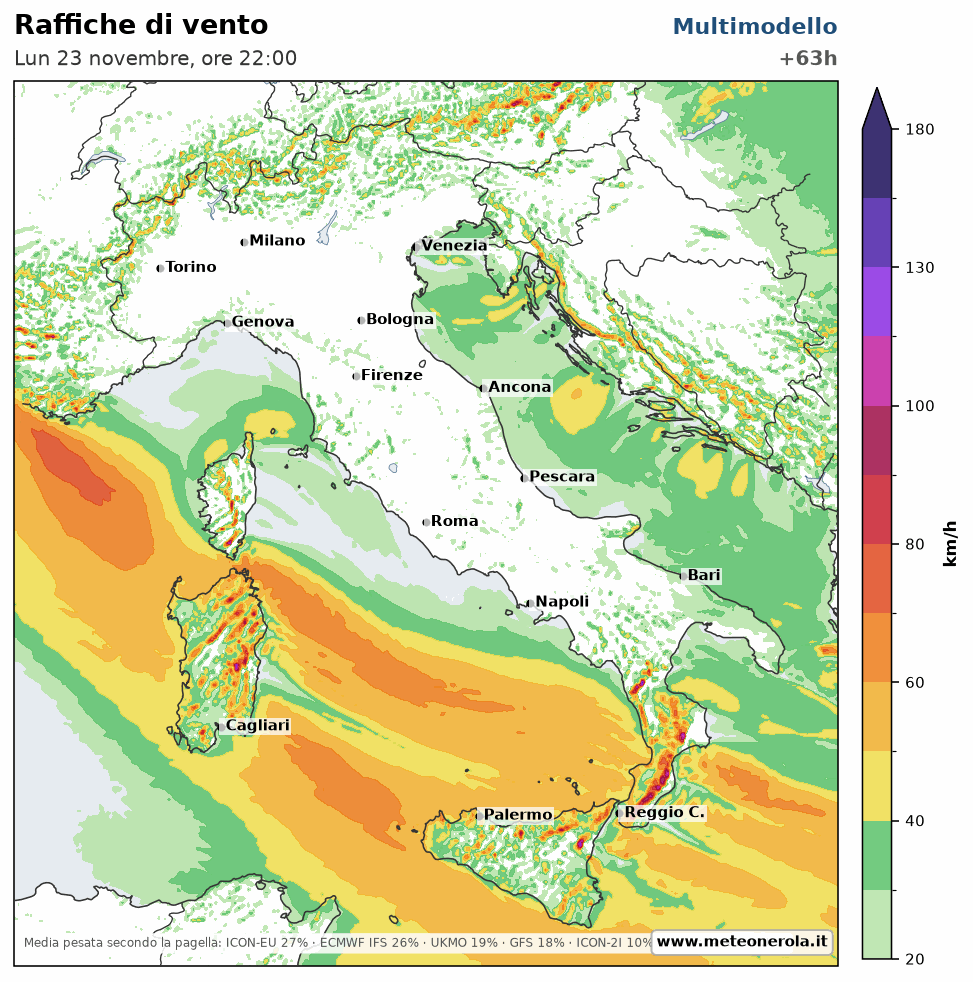 Raffiche di vento
Multimodello
Lun 23 novembre, ore 22:00
+63h
180
130
100
80
60
40
20
km/h
Milano
Venezia
Torino
Genova
Bologna
Firenze
Ancona
Pescara
Roma
Bari
Napoli
Cagliari
Palermo
Reggio C.
Media pesata secondo la pagella: ICON-EU 27% · ECMWF IFS 26% · UKMO 19% · GFS 18% · ICON-2I 10%
www.meteonerola.it